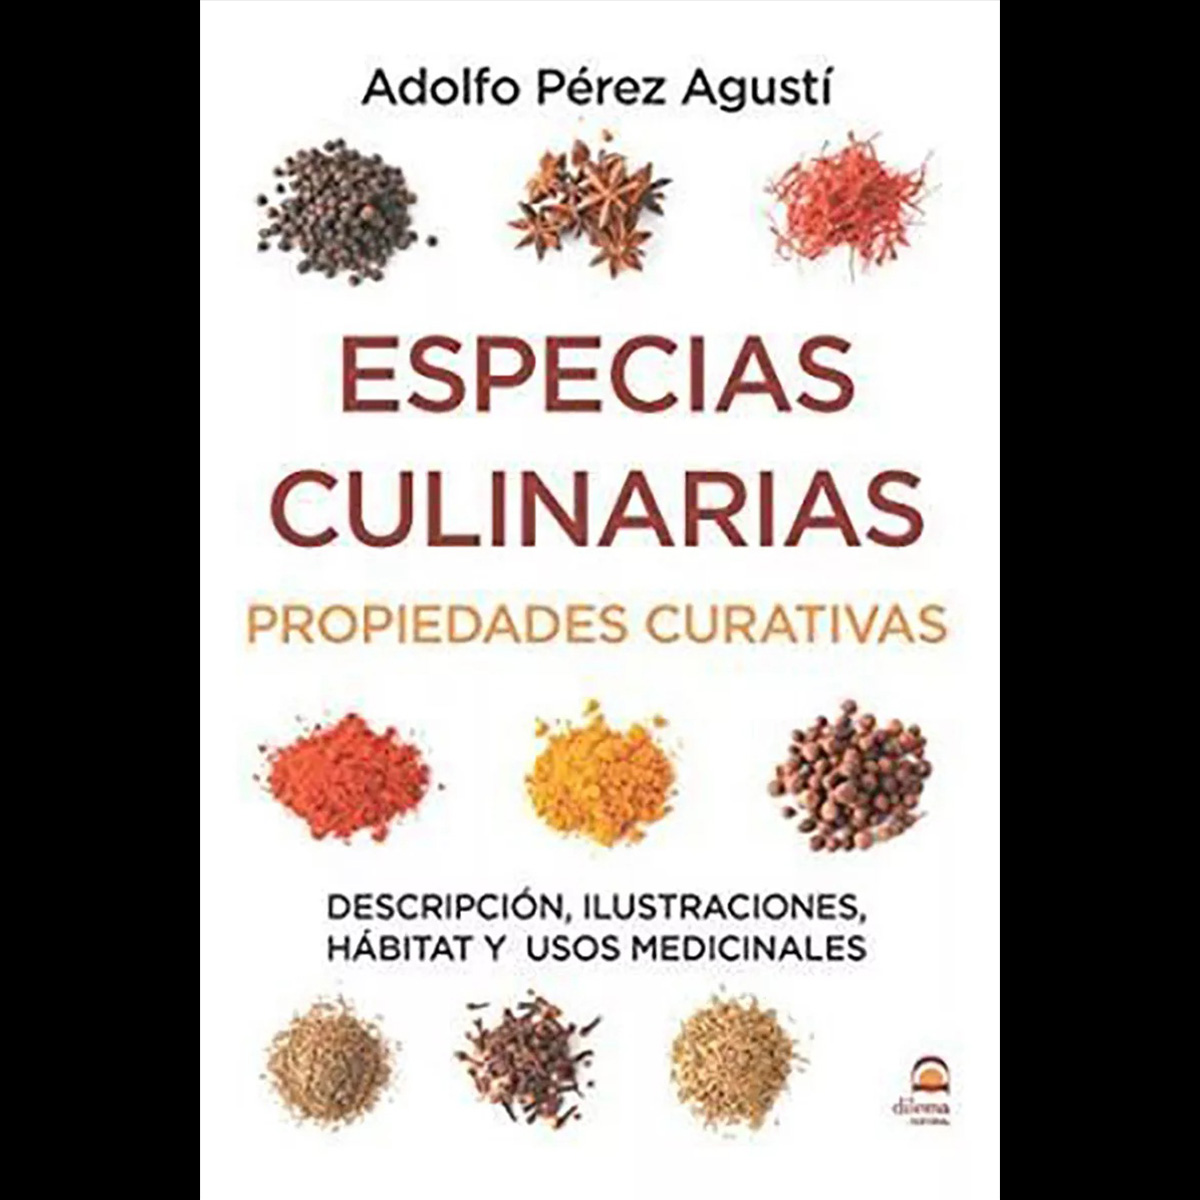 Adolfo Pérez Agustí
ESPECIAS
CULINARIAS
PROPIEDADES CURATIVAS
DESCRIPCIÓN, ILUSTRACIONES,
HÁBITAT Y USOS MEDICINALES
dilema